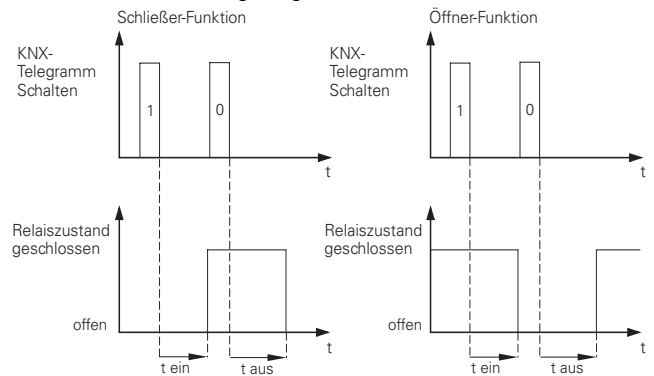 Schließer-Funktion
KNX-
Telegramm
Schalten
1
0
t
Relaiszustand
geschlossen
offen
t
t ein
t aus
Öffner-Funktion
KNX-
Telegramm
Schalten
1
0
t
Relaiszustand
geschlossen
offen
t
t ein
t aus